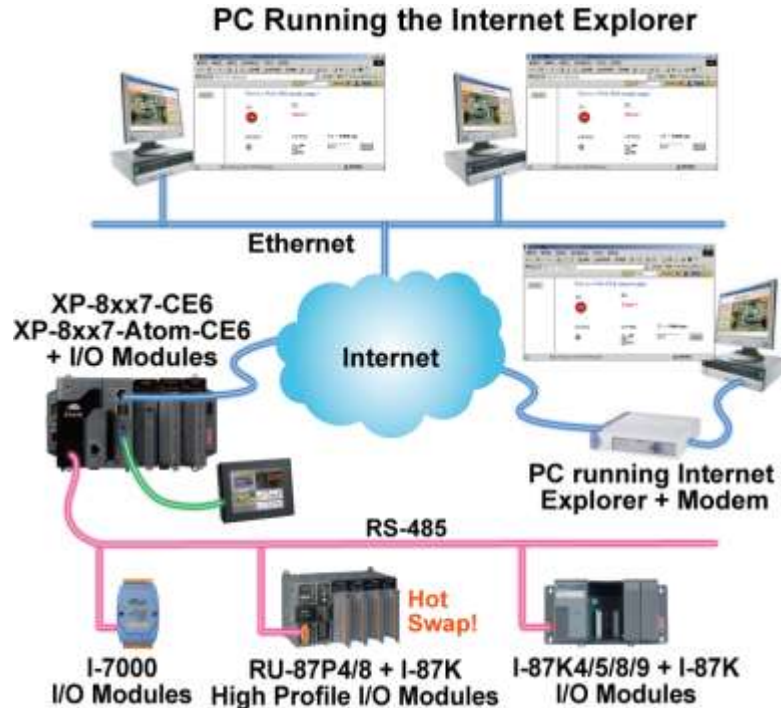 PC Running the Internet Explorer
Ethernet
XP-8xx7-CE6
XP-8xx7-Atom-CE6
+ I/O Modules
Internet
PC running Internet
Explorer + Modem
RS-485
Hot
Swap!
I-7000
I/O Modules
RU-87P4/8 + I-87K
High Profile I/O Modules
I-87K4/5/8/9 + I-87K
I/O Modules